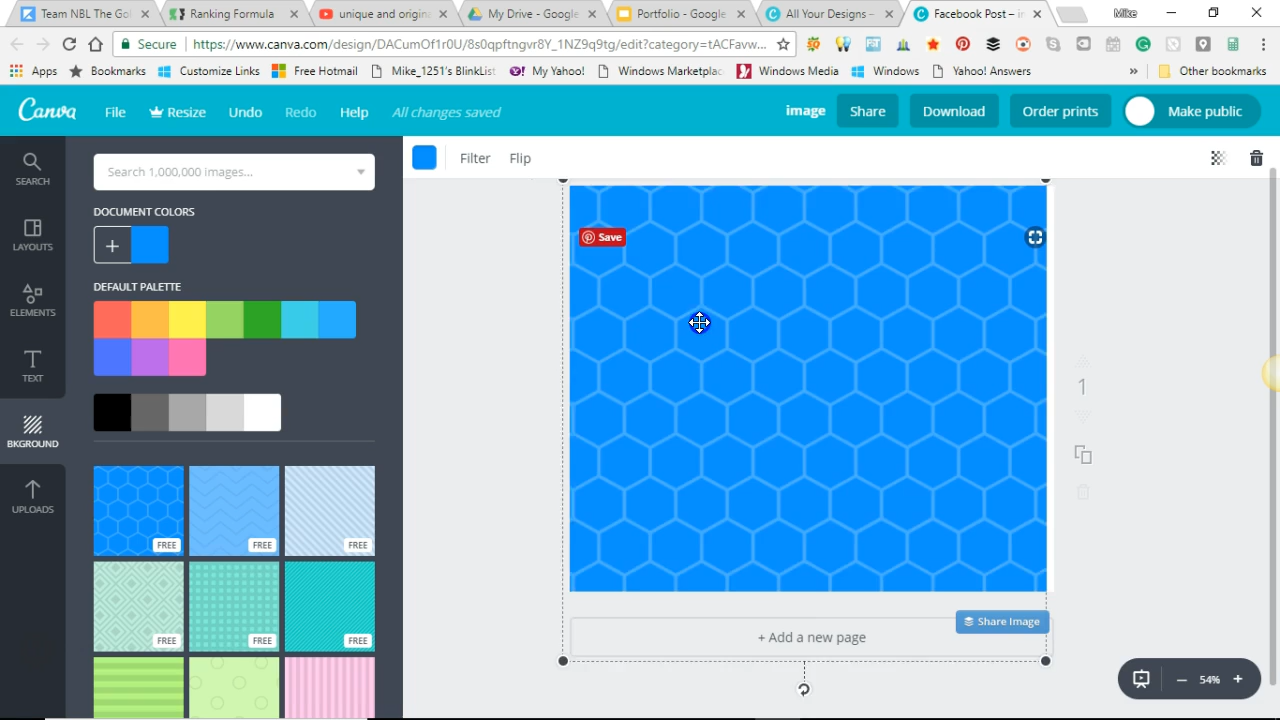 Team NBL The Gol
Ranking Formula
unique and origina
My Drive - Google
Portfolio - Google
All Your Designs –
Facebook Post – in
Mike
Secure
https://www.canva.com/design/DACumOf1r0U/8s0qpftngvr8Y_1NZ9q9tg/edit?category=tACFavw...
Apps
Bookmarks
Customize Links
Free Hotmail
Mike_1251's BlinkList
My Yahoo!
Windows Marketplac
Windows Media
Windows
Yahoo! Answers
»
Other bookmarks
Canva
File
Resize
Undo
Redo
Help
All changes saved
image
Share
Download
Order prints
Make public
SEARCH
LAYOUTS
ELEMENTS
TEXT
BKGROUND
UPLOADS
Search 1,000,000 images...
DOCUMENT COLORS
DEFAULT PALETTE
FREE
FREE
FREE
FREE
FREE
FREE
Filter
Flip
Save
1
Share Image
+ Add a new page
54%